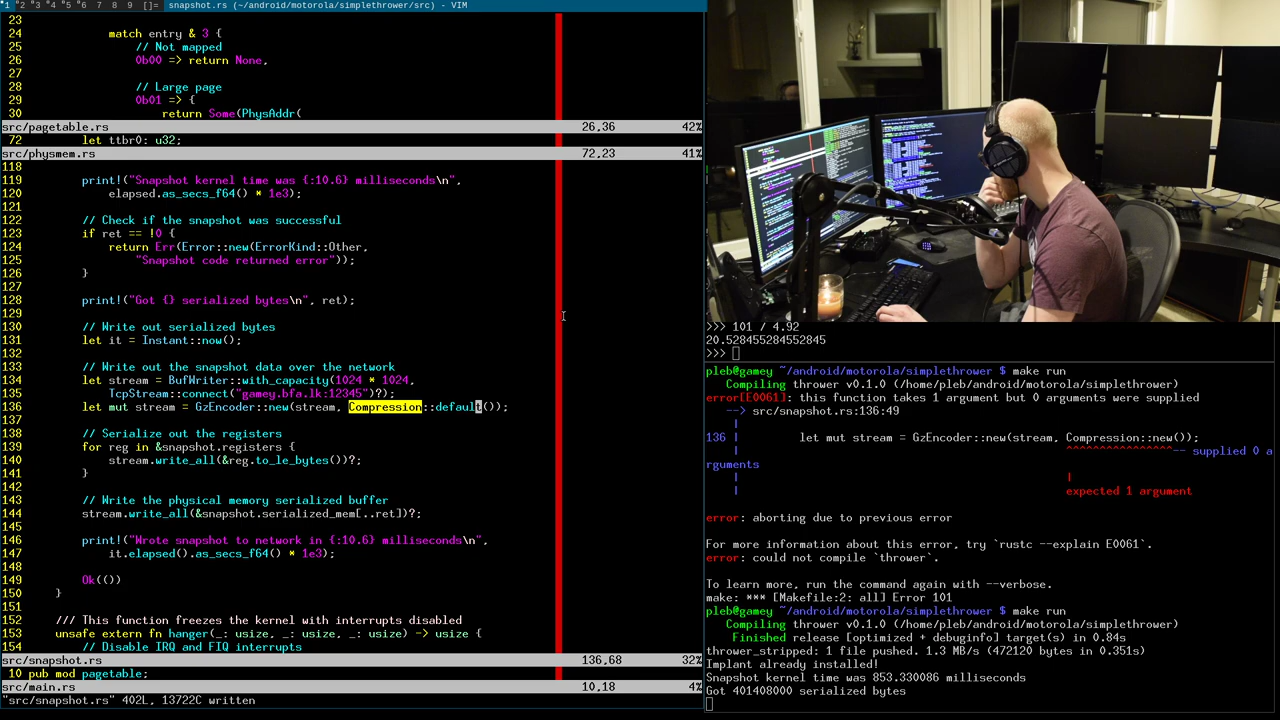 1 2 3 4 5 6 7 8 9 []= snapshot.rs (~/android/motorola/simplethrower/src) - VIM
23
24 match entry & 3 {
25 // Not mapped
26 0b00 => return None,
27
28 // Large page
29 0b01 => {
30 return Some(PhysAddr(
src/pagetable.rs 26,36 42%
72 let ttbr0: u32;
src/physmem.rs 72,23 41%
118
119 print!("Snapshot kernel time was {:10.6} milliseconds\n",
120 elapsed.as_secs_f64() * 1e3);
121
122 // Check if the snapshot was successful
123 if ret == !0 {
124 return Err(Error::new(ErrorKind::Other,
125 "Snapshot code returned error"));
126 }
127
128 print!("Got {} serialized bytes\n", ret);
129
130 // Write out serialized bytes
131 let it = Instant::now();
132
133 // Write out the snapshot data over the network
134 let stream = BufWriter::with_capacity(1024 * 1024,
135 TcpStream::connect("gamey.bfa.lk:12345")?);
136 let mut stream = GzEncoder::new(stream, Compression::default());
137
138 // Serialize out the registers
139 for reg in &snapshot.registers {
140 stream.write_all(&reg.to_le_bytes())?;
141 }
142
143 // Write the physical memory serialized buffer
144 stream.write_all(&snapshot.serialized_mem[..ret])?;
145
146 print!("Wrote snapshot to network in {:10.6} milliseconds\n",
147 it.elapsed().as_secs_f64() * 1e3);
148
149 Ok(())
150 }
151
152 /// This function freezes the kernel with interrupts disabled
153 unsafe extern fn hanger(_: usize, _: usize, _: usize) -> usize {
154 // Disable IRQ and FIQ interrupts
src/snapshot.rs 136,68 32%
10 pub mod pagetable;
src/main.rs 10,18 4%
"src/snapshot.rs" 402L, 13722C written
>>> 101 / 4.92
20.528455284552845
>>>
pleb@gamey ~/android/motorola/simplethrower $ make run
Compiling thrower v0.1.0 (/home/pleb/android/motorola/simplethrower)
error[E0061]: this function takes 1 argument but 0 arguments were supplied
--> src/snapshot.rs:136:49
|
136 | let mut stream = GzEncoder::new(stream, Compression::new());
| ^^^^^^^^^^^^^^^^-- supplied 0 a
rguments
| |
| expected 1 argument
error: aborting due to previous error
For more information about this error, try `rustc --explain E0061`.
error: could not compile `thrower`.
To learn more, run the command again with --verbose.
make: *** [Makefile:2: all] Error 101
pleb@gamey ~/android/motorola/simplethrower $ make run
Compiling thrower v0.1.0 (/home/pleb/android/motorola/simplethrower)
Finished release [optimized + debuginfo] target(s) in 0.84s
thrower_stripped: 1 file pushed. 1.3 MB/s (472120 bytes in 0.351s)
Implant already installed!
Snapshot kernel time was 853.330086 milliseconds
Got 401408000 serialized bytes